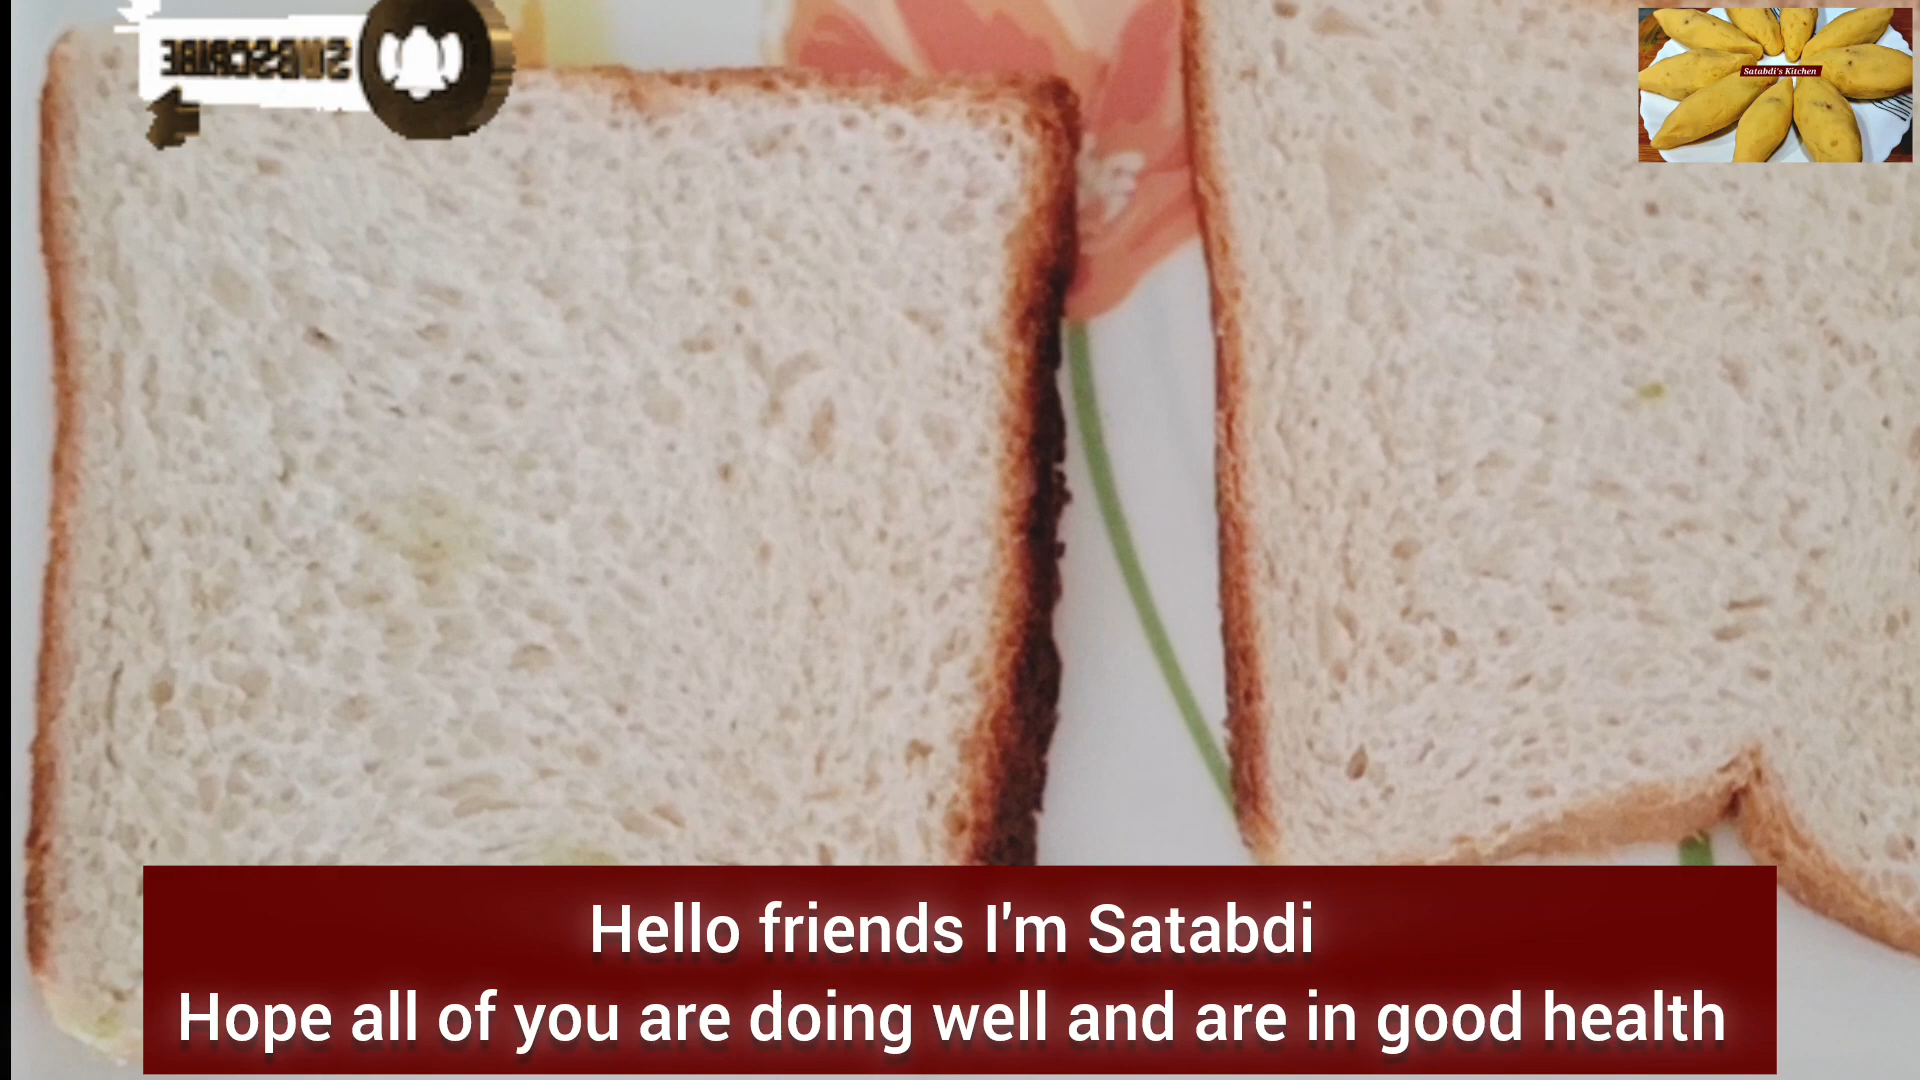 SUBSCRIBE
Satabdi's Kitchen
Hello friends I'm Satabdi
Hope all of you are doing well and are in good health